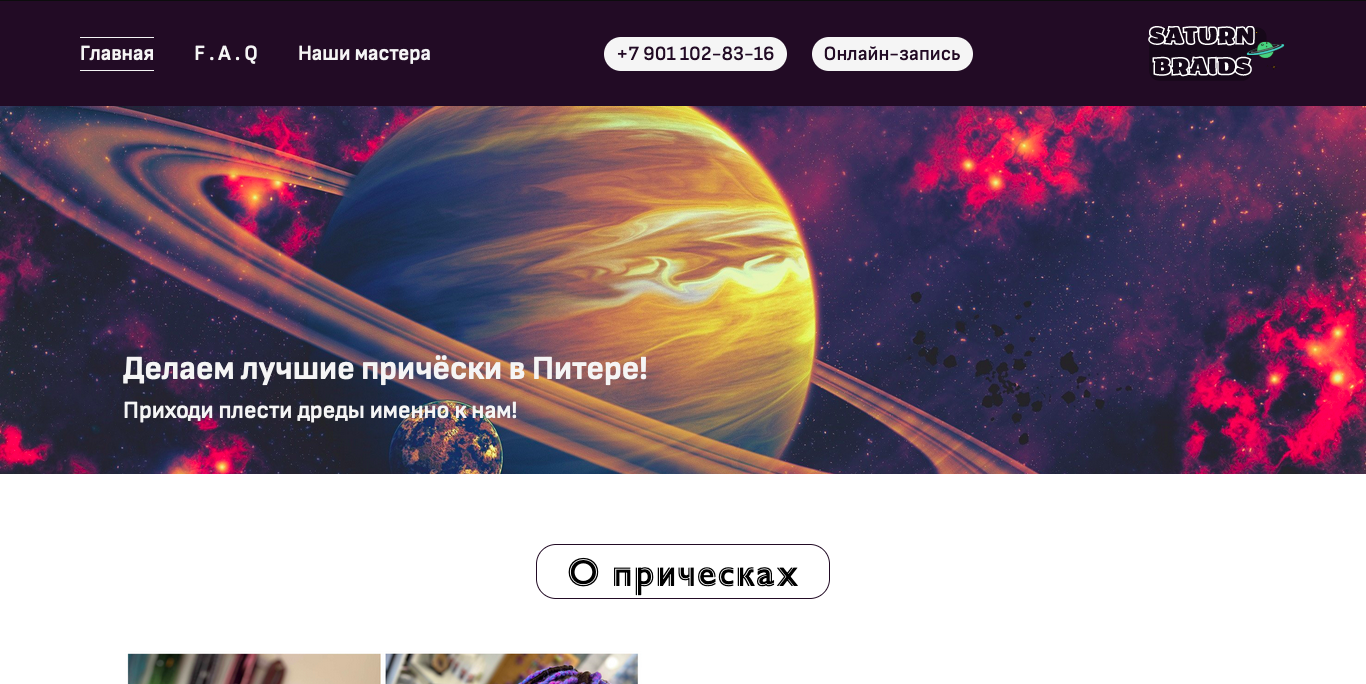 Главная
F.A.Q
Наши мастера
+7 901 102-83-16
Онлайн-запись
SATURN
BRAIDS
Делаем лучшие причёски в Питере!
Приходи плести дреды именно к нам!
О прическах